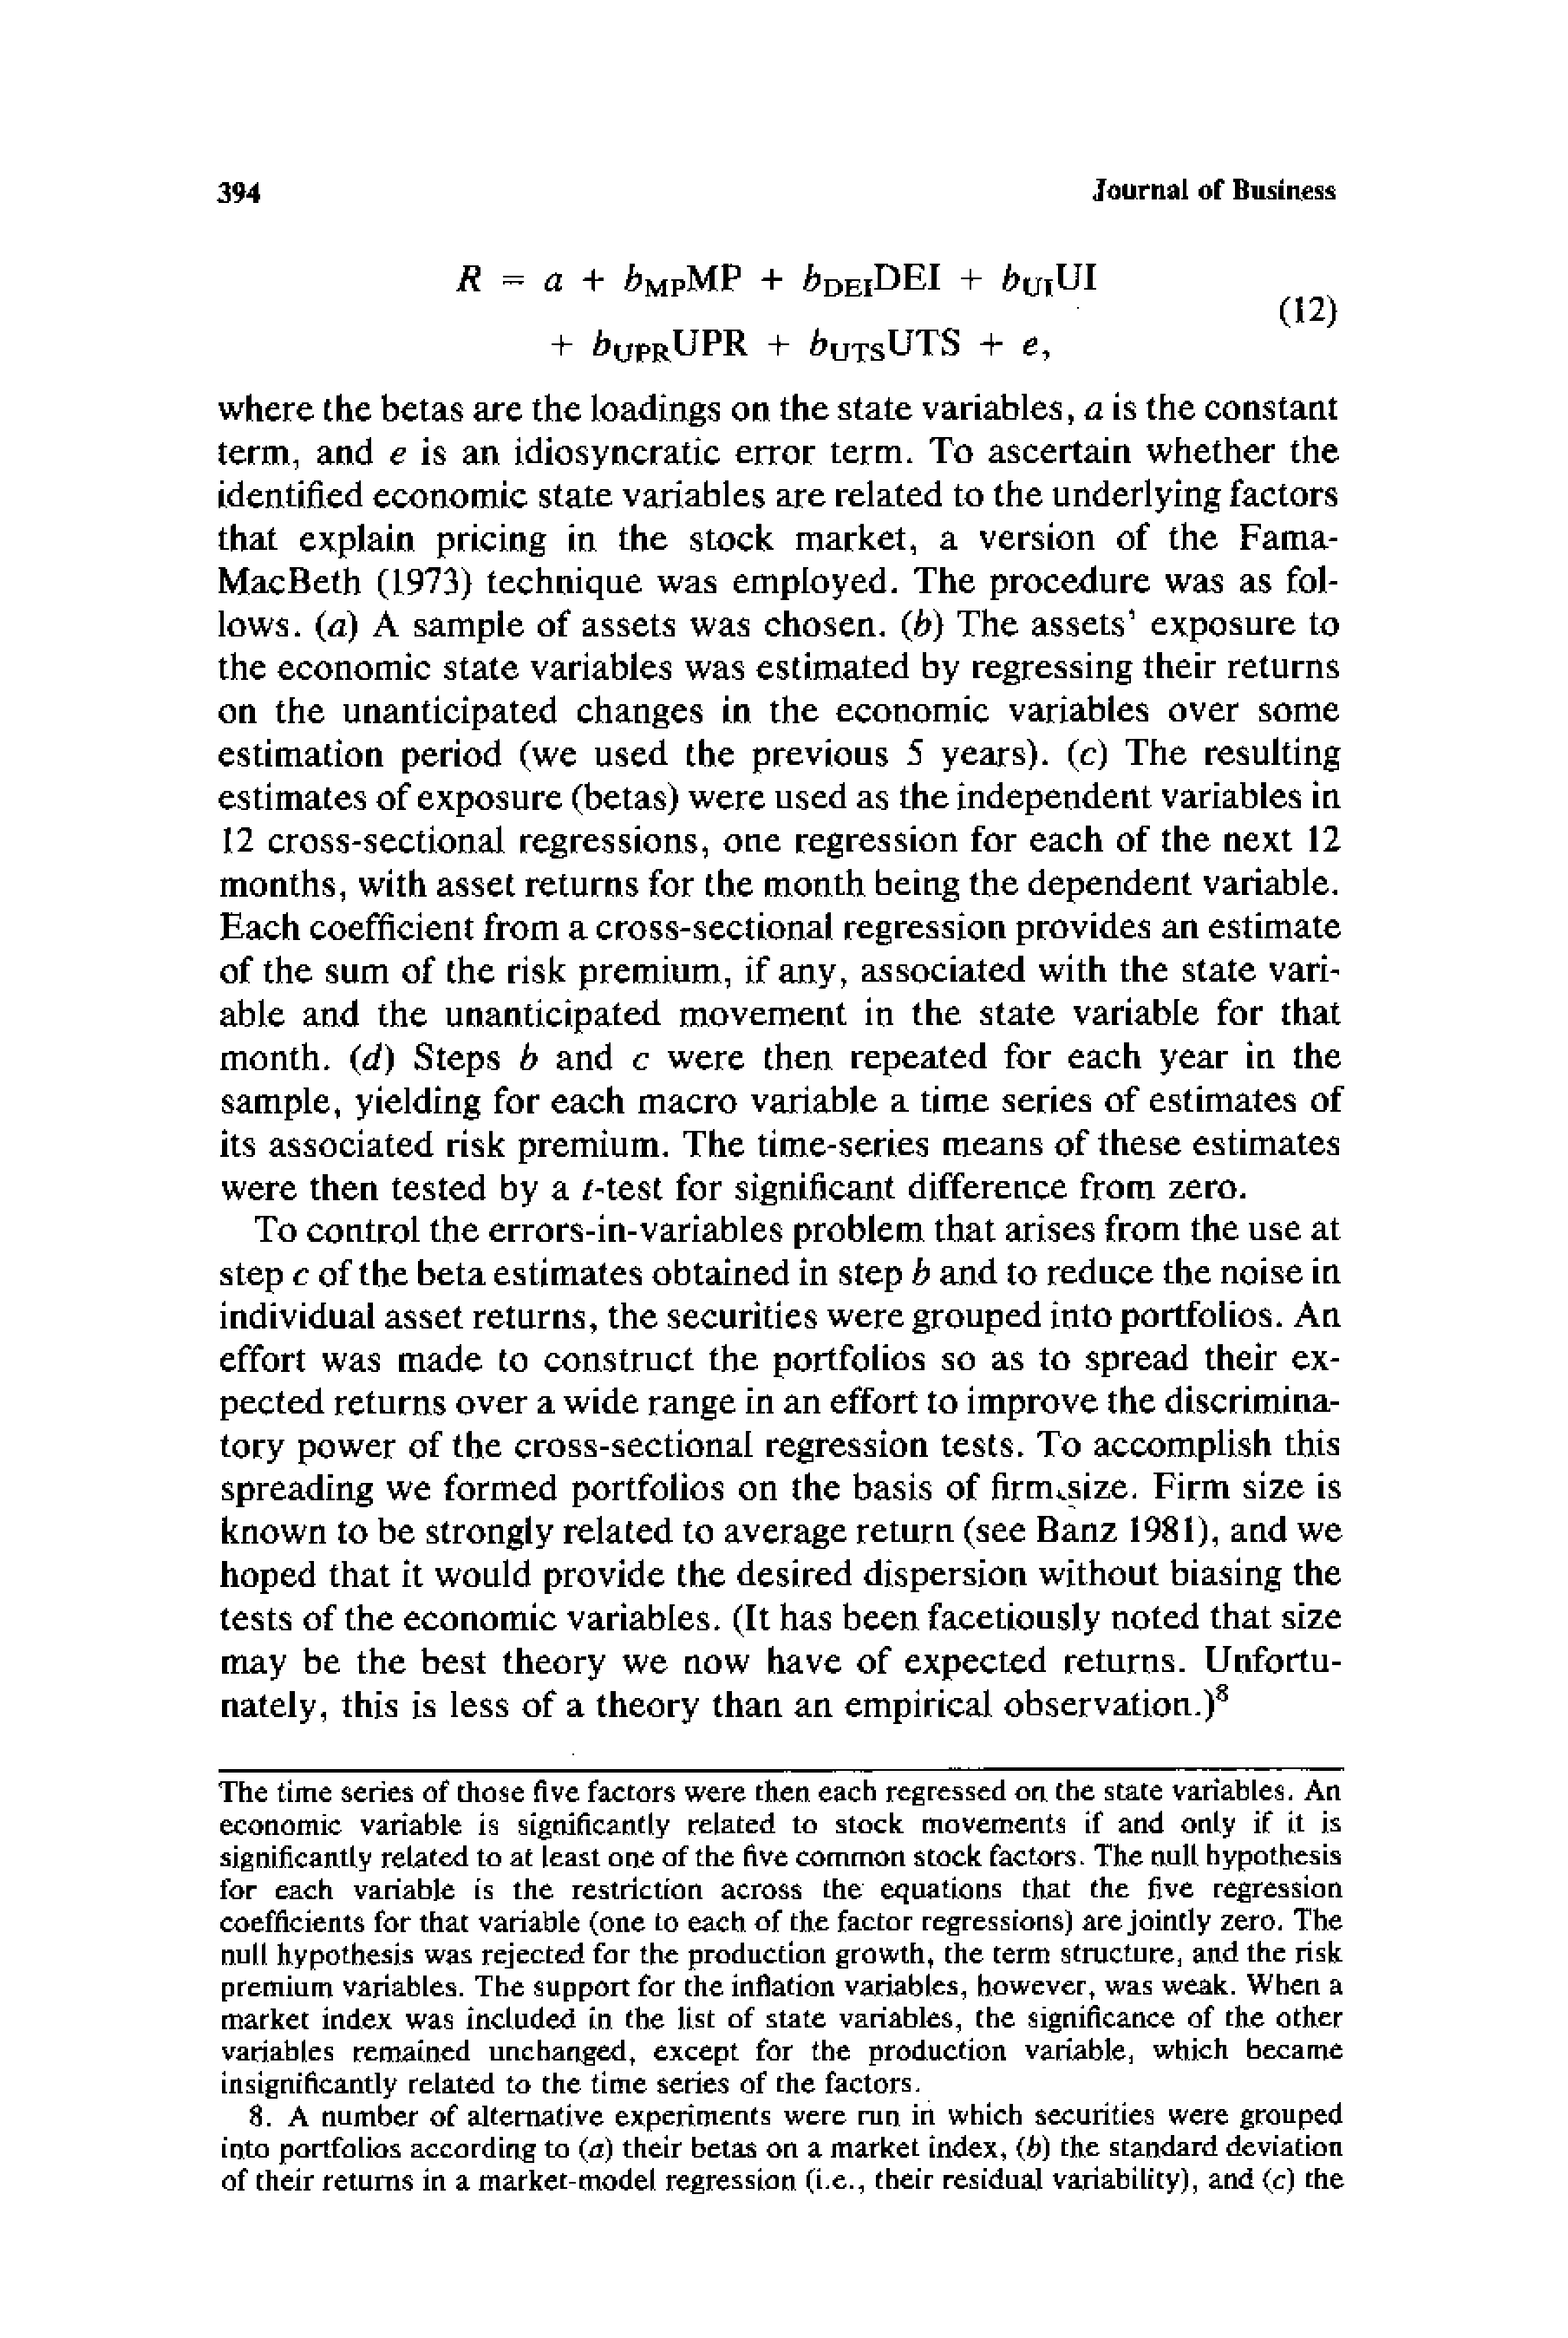 394 Journal of Business
R = a + b_MP MP + b_DEI DEI + b_UI UI
(12)
+ b_UPR UPR + b_UTS UTS + e,
where the betas are the loadings on the state variables, a is the constant
term, and e is an idiosyncratic error term. To ascertain whether the
identified economic state variables are related to the underlying factors
that explain pricing in the stock market, a version of the Fama-
MacBeth (1973) technique was employed. The procedure was as fol-
lows. (a) A sample of assets was chosen. (b) The assets' exposure to
the economic state variables was estimated by regressing their returns
on the unanticipated changes in the economic variables over some
estimation period (we used the previous 5 years). (c) The resulting
estimates of exposure (betas) were used as the independent variables in
12 cross-sectional regressions, one regression for each of the next 12
months, with asset returns for the month being the dependent variable.
Each coefficient from a cross-sectional regression provides an estimate
of the sum of the risk premium, if any, associated with the state vari-
able and the unanticipated movement in the state variable for that
month. (d) Steps b and c were then repeated for each year in the
sample, yielding for each macro variable a time series of estimates of
its associated risk premium. The time-series means of these estimates
were then tested by a t-test for significant difference from zero.
To control the errors-in-variables problem that arises from the use at
step c of the beta estimates obtained in step b and to reduce the noise in
individual asset returns, the securities were grouped into portfolios. An
effort was made to construct the portfolios so as to spread their ex-
pected returns over a wide range in an effort to improve the discrimina-
tory power of the cross-sectional regression tests. To accomplish this
spreading we formed portfolios on the basis of firm size. Firm size is
known to be strongly related to average return (see Banz 1981), and we
hoped that it would provide the desired dispersion without biasing the
tests of the economic variables. (It has been facetiously noted that size
may be the best theory we now have of expected returns. Unfortu-
nately, this is less of a theory than an empirical observation.)⁸
The time series of those five factors were then each regressed on the state variables. An
economic variable is significantly related to stock movements if and only if it is
significantly related to at least one of the five common stock factors. The null hypothesis
for each variable is the restriction across the equations that the five regression
coefficients for that variable (one to each of the factor regressions) are jointly zero. The
null hypothesis was rejected for the production growth, the term structure, and the risk
premium variables. The support for the inflation variables, however, was weak. When a
market index was included in the list of state variables, the significance of the other
variables remained unchanged, except for the production variable, which became
insignificantly related to the time series of the factors.
8. A number of alternative experiments were run in which securities were grouped
into portfolios according to (a) their betas on a market index, (b) the standard deviation
of their returns in a market-model regression (i.e., their residual variability), and (c) the